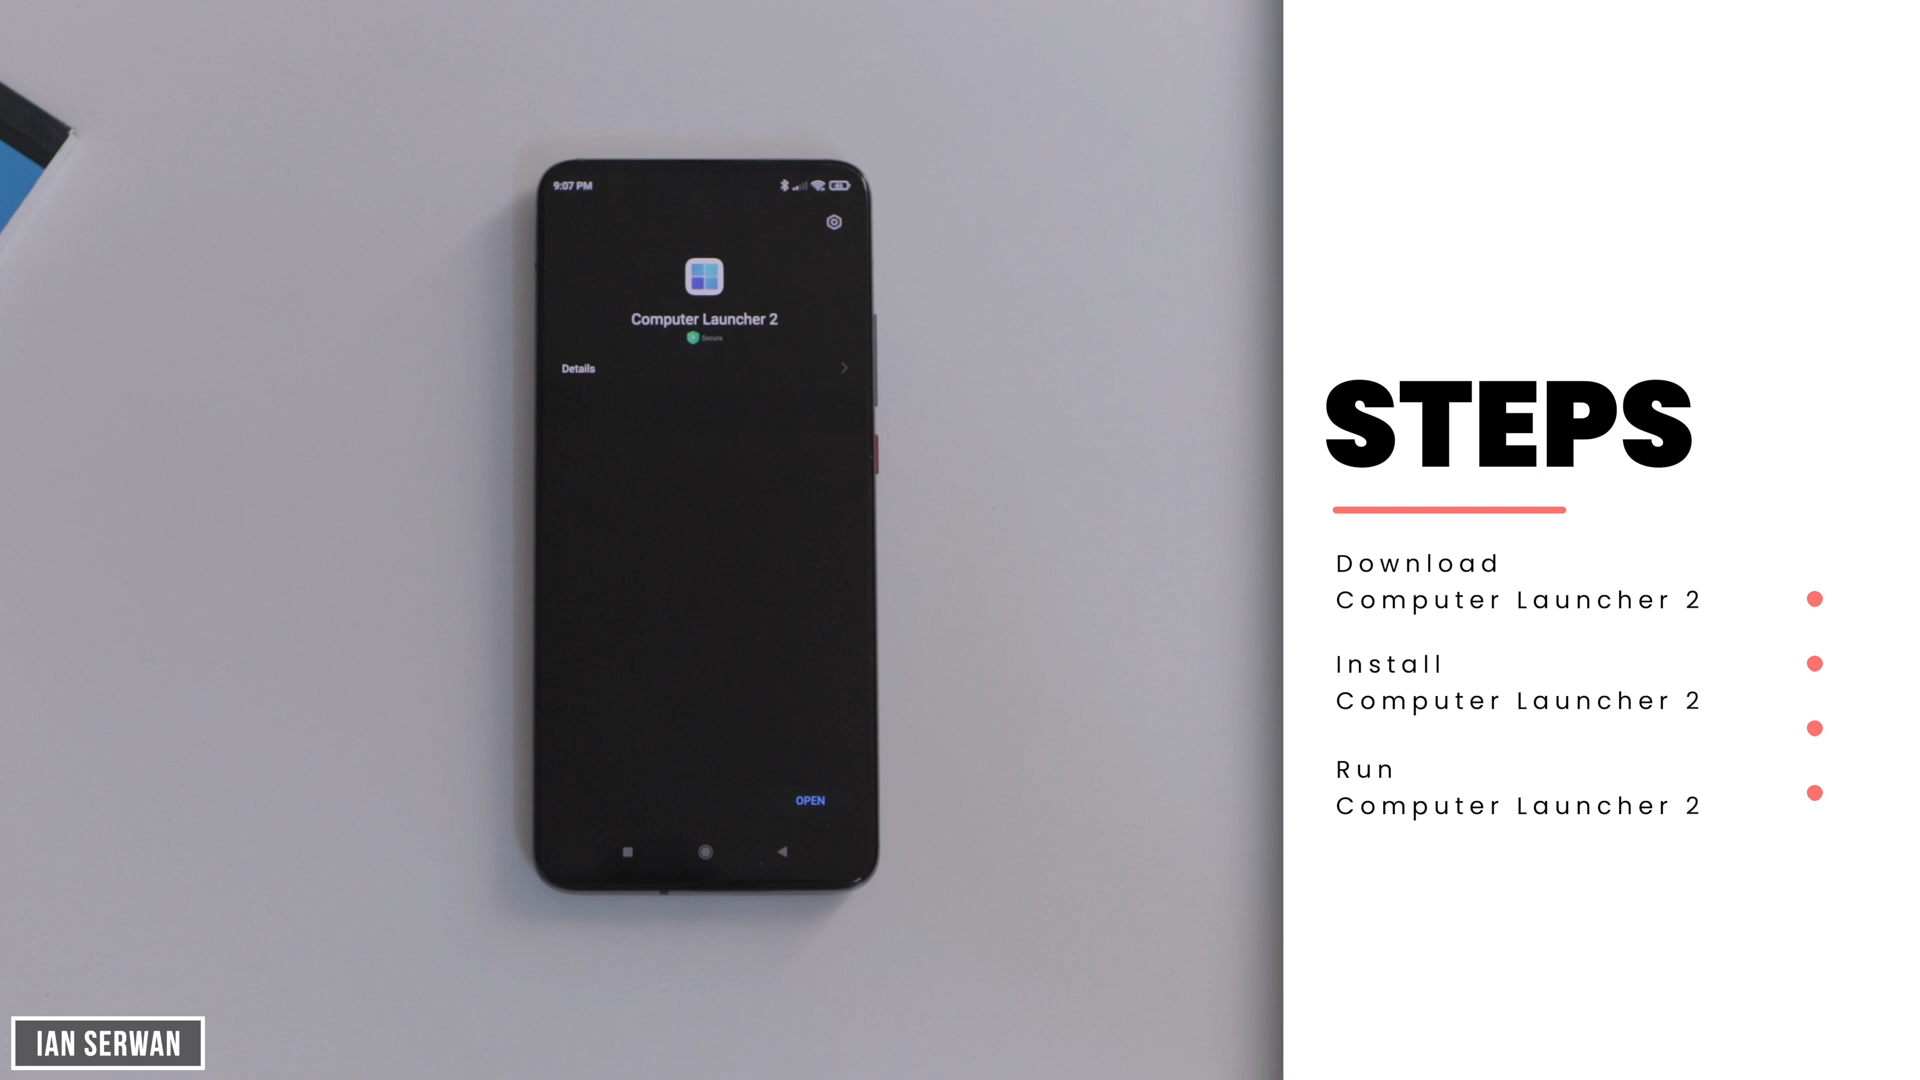 9:07 PM
Computer Launcher 2
Secure
Details
OPEN
STEPS
Download
Computer Launcher 2
Install
Computer Launcher 2
Run
Computer Launcher 2
IAN SERWAN